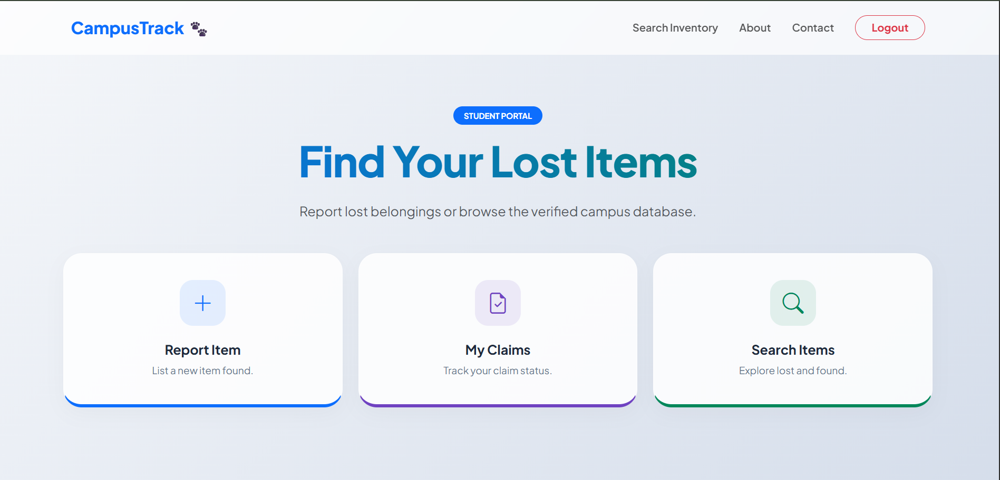 CampusTrack
Search Inventory
About
Contact
Logout
STUDENT PORTAL
Find Your Lost Items
Report lost belongings or browse the verified campus database.
Report Item
List a new item found.
My Claims
Track your claim status.
Search Items
Explore lost and found.